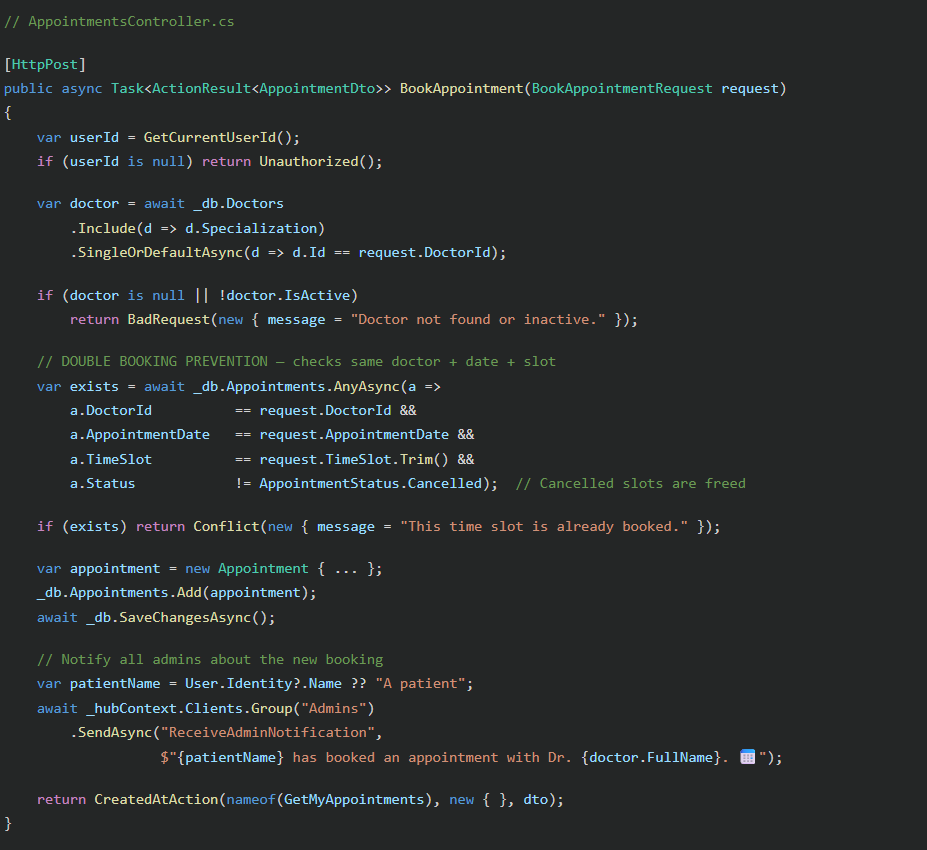 // AppointmentsController.cs
[HttpPost]
public async Task<ActionResult<AppointmentDto>> BookAppointment(BookAppointmentRequest request)
{
    var userId = GetCurrentUserId();
    if (userId is null) return Unauthorized();
    var doctor = await _db.Doctors
        .Include(d => d.Specialization)
        .SingleOrDefaultAsync(d => d.Id == request.DoctorId);
    if (doctor is null || !doctor.IsActive)
        return BadRequest(new { message = "Doctor not found or inactive." });
    // DOUBLE BOOKING PREVENTION — checks same doctor + date + slot
    var exists = await _db.Appointments.AnyAsync(a =>
        a.DoctorId          == request.DoctorId &&
        a.AppointmentDate   == request.AppointmentDate &&
        a.TimeSlot          == request.TimeSlot.Trim() &&
        a.Status            != AppointmentStatus.Cancelled);  // Cancelled slots are freed
    if (exists) return Conflict(new { message = "This time slot is already booked." });
    var appointment = new Appointment { ... };
    _db.Appointments.Add(appointment);
    await _db.SaveChangesAsync();
    // Notify all admins about the new booking
    var patientName = User.Identity?.Name ?? "A patient";
    await _hubContext.Clients.Group("Admins")
        .SendAsync("ReceiveAdminNotification",
                   $"{patientName} has booked an appointment with Dr. {doctor.FullName}. 📅");
    return CreatedAtAction(nameof(GetMyAppointments), new { }, dto);
}